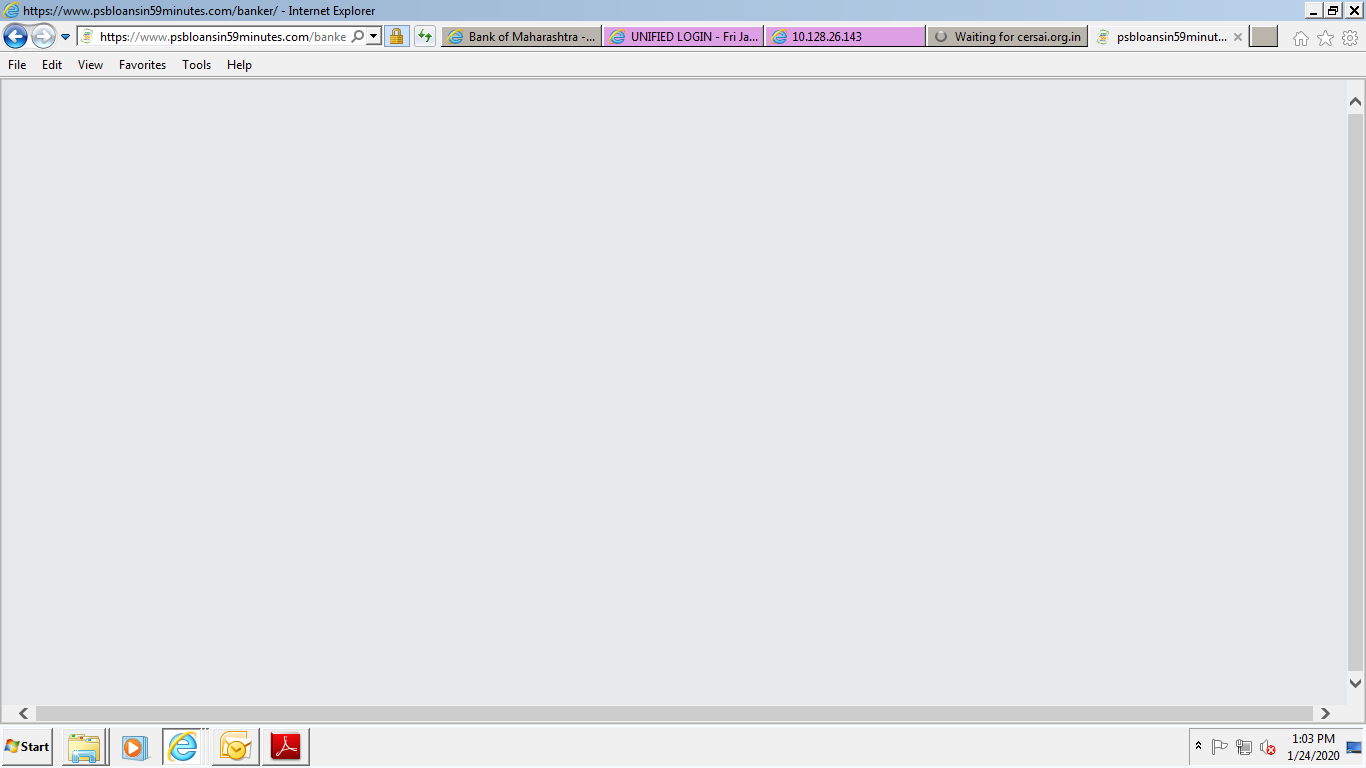 https://www.psbloansin59minutes.com/banker/ - Internet Explorer
https://www.psbloansin59minutes.com/banke
Bank of Maharashtra -...
UNIFIED LOGIN - Fri Ja...
10.128.26.143
Waiting for cersai.org.in
psbloansin59minut...
File Edit View Favorites Tools Help
Start
1:03 PM
1/24/2020